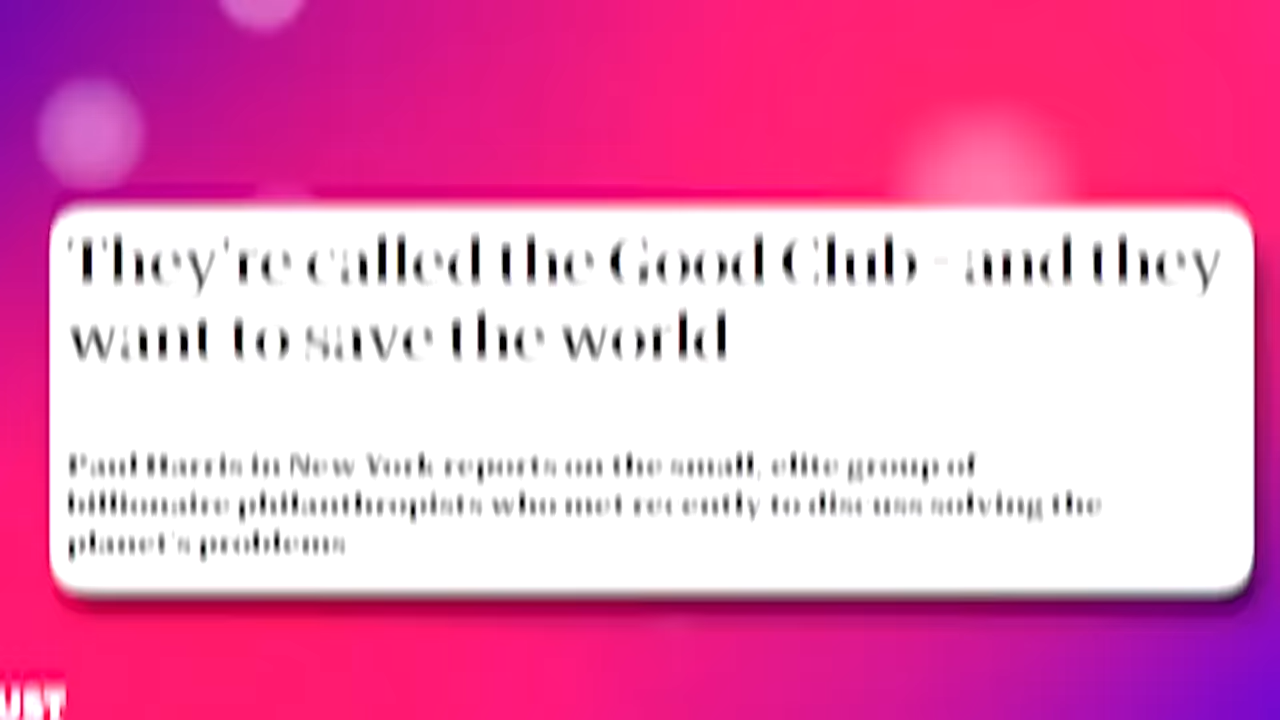 They're called the Good Club - and they
want to save the world
Paul Harris in New York reports on the small, elite group of
billionaire philanthropists who met recently to discuss solving the
planet's problems
UST